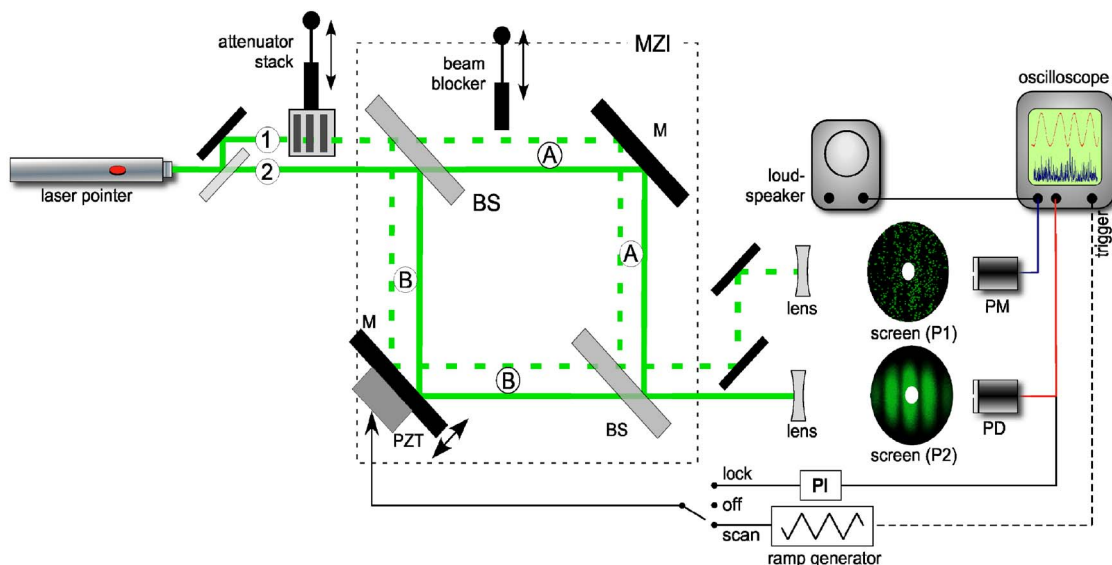 attenuator
stack
beam
blocker
MZI
oscilloscope
1
2
A
M
laser pointer
BS
loud-
speaker
trigger
A
B
M
lens
PM
screen (P1)
B
PZT
BS
lens
PD
screen (P2)
lock
PI
off
scan
ramp generator